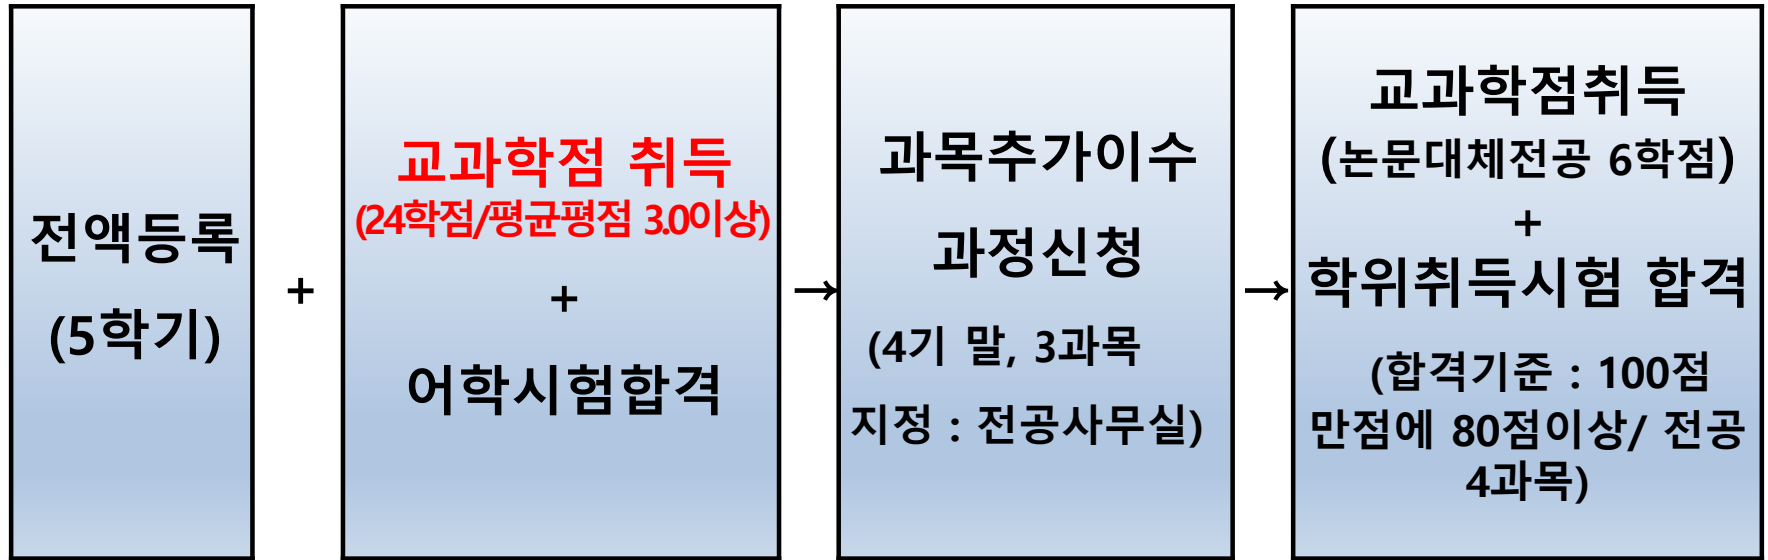 전액등록
(5학기)
+
교과학점 취득
(24학점/평균평점 3.0이상)
+
어학시험합격
→
과목추가이수
과정신청
(4기 말, 3과목
지정 : 전공사무실)
→
교과학점취득
(논문대체전공 6학점)
+
학위취득시험 합격
(합격기준 : 100점
만점에 80점이상/ 전공
4과목)